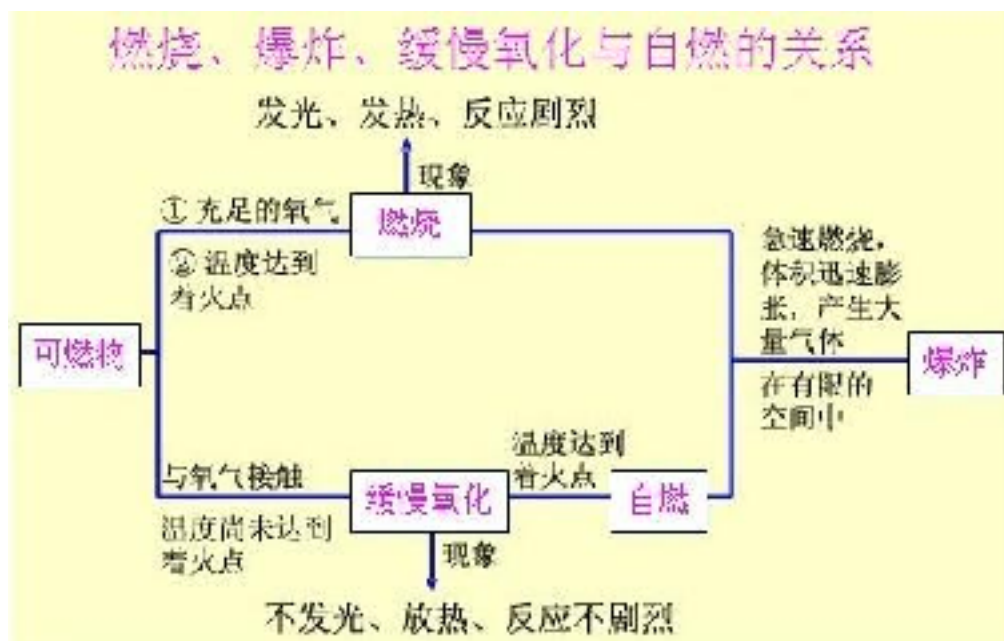 燃烧、爆炸、缓慢氧化与自燃的关系
发光、发热、反应剧烈
现象
① 充足的氧气
燃烧
② 温度达到
着火点
急速燃烧，
体积迅速膨
胀，产生大
量气体
可燃物
爆炸
在有限的
空间中
温度达到
着火点
与氧气接触
缓慢氧化
自燃
温度尚未达到
着火点
现象
不发光、放热、反应不剧烈